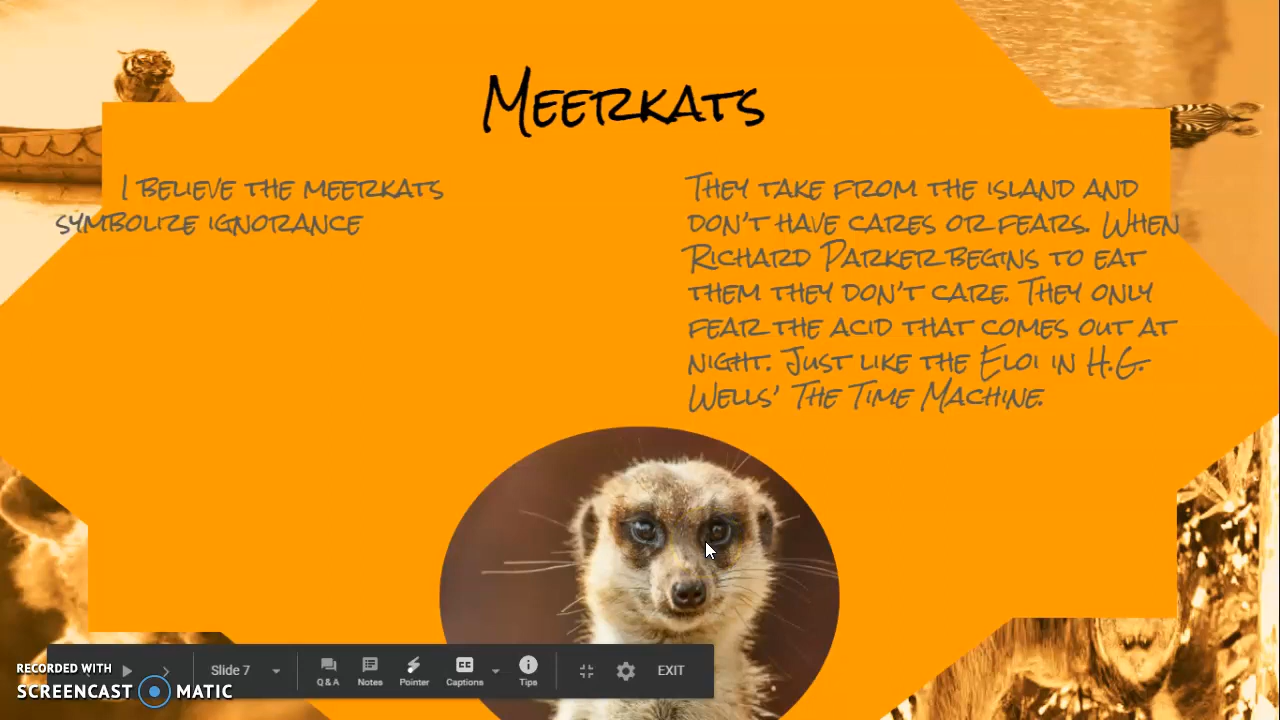 Meerkats
I believe the meerkats
symbolize ignorance
They take from the island and
don't have cares or fears. When
Richard Parker begins to eat
them they don't care. They only
fear the acid that comes out at
night. Just like the Eloi in H.G.
Wells' The Time Machine.
Slide 7
Q & A
Notes
Pointer
CC
Captions
Tips
EXIT
RECORDED WITH
SCREENCAST MATIC